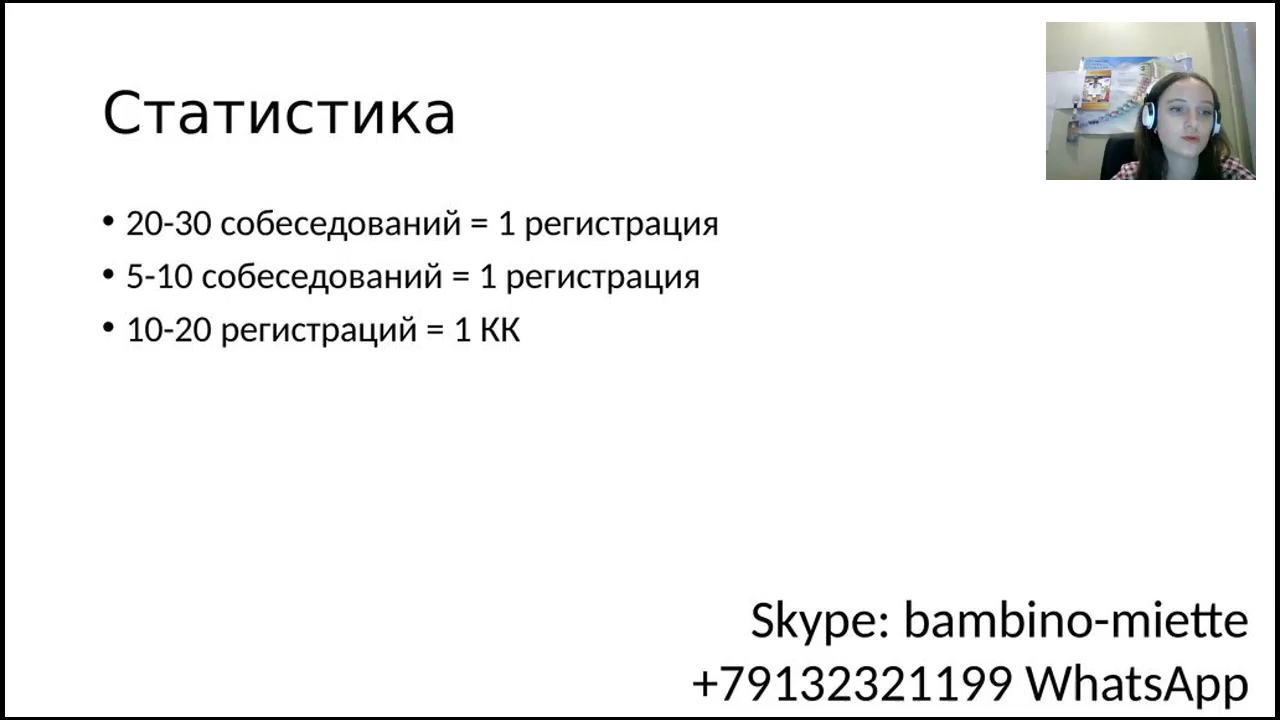 Статистика
• 20-30 собеседований = 1 регистрация
• 5-10 собеседований = 1 регистрация
• 10-20 регистраций = 1 КК
Skype: bambino-miette
+79132321199 WhatsApp